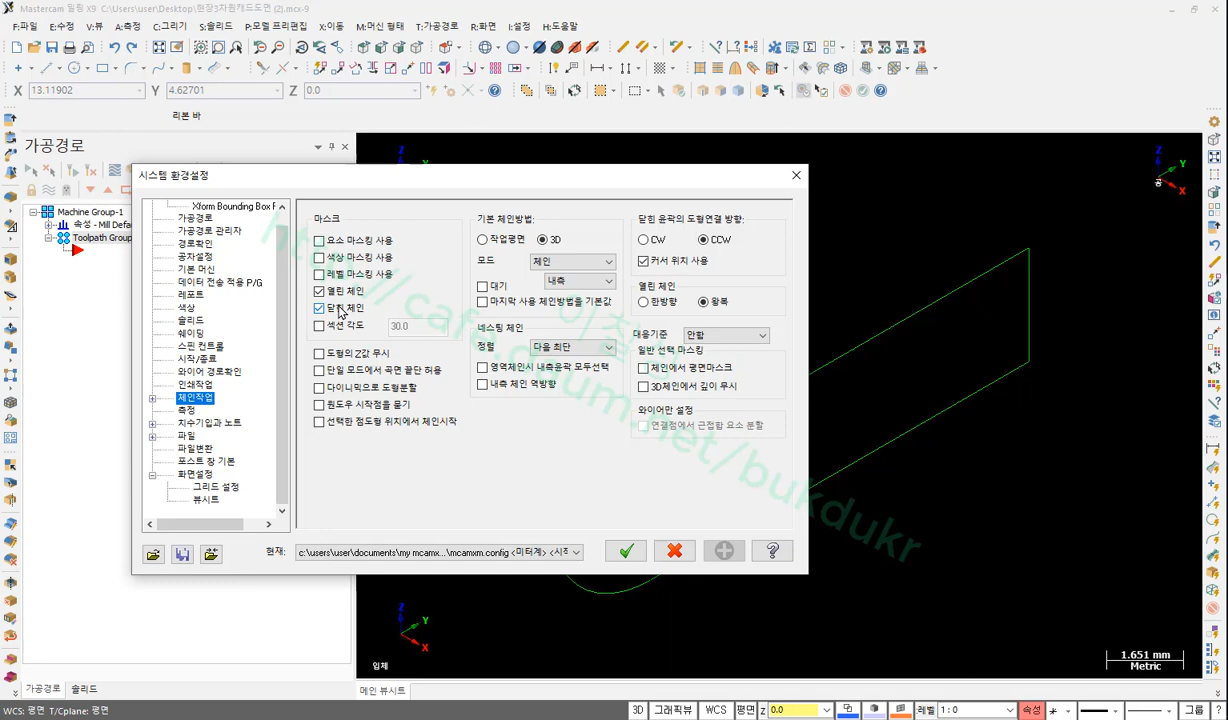 Mastercam 밀링 X9 C:\Users\user\Desktop\현장3차원캐드도면 (2).mcx-9
F:파일 E:수정 V:뷰 A:측정 C:그리기 S:솔리드 P:모델 프리편집 X:이동 M:머신 형태 T:가공경로 R:화면 I:설정 H:도움말
X 13.11902 Y 4.62701 Z 0.0
리본 바
가공경로
Machine Group-1
속성 - Mill Defa
Toolpath Group
시스템 환경설정
Xform Bounding Box F
가공경로
가공경로 관리자
경로확인
공차설정
기본 머신
데이터 전송 적용 P/G
레포트
색상
솔리드
쉐이딩
스핀 컨트롤
시작/종료
와이어 경로확인
인쇄작업
체인작업
측정
치수기입과 노트
파일
파일변환
포스트 창 기본
화면설정
그리드 설정
뷰시트
마스크
요소 마스킹 사용
색상 마스킹 사용
레벨 마스킹 사용
열린 체인
닫힌 체인
섹션 각도 30.0
도형의 Z값 무시
단일 모드에서 곡면 끝단 허용
다이나믹으로 도형분할
윈도우 시작점을 묻기
선택한 점도형 위치에서 체인시작
기본 체인방법:
작업평면 3D
모드 체인
대기 내측
마지막 사용 체인방법을 기본값
네스팅 체인
정렬 다음 최단
영역체인시 내측윤곽 모두선택
내측 체인 역방향
닫힌 윤곽의 도형연결 방향:
CW CCW
커서 위치 사용
열린 체인
한방향 왕복
대응기준 안함
일반 선택 마스킹
체인에서 평면마스크
3D체인에서 깊이 무시
와이어만 설정
연결점에서 근접합 요소 분할
현재: c:\users\user\documents\my mcamx...\mcamxm.config <미터계> <시작
http://cafe.daum.net/bukdukr
Z
Y
X
Z
Y
X
입체
1.651 mm
Metric
가공경로 솔리드
메인 뷰시트
WCS: 평면 T/Cplane: 평면
3D 그래픽뷰 WCS 평면 Z 0.0 레벨 1 : 0 속성 그룹 ?